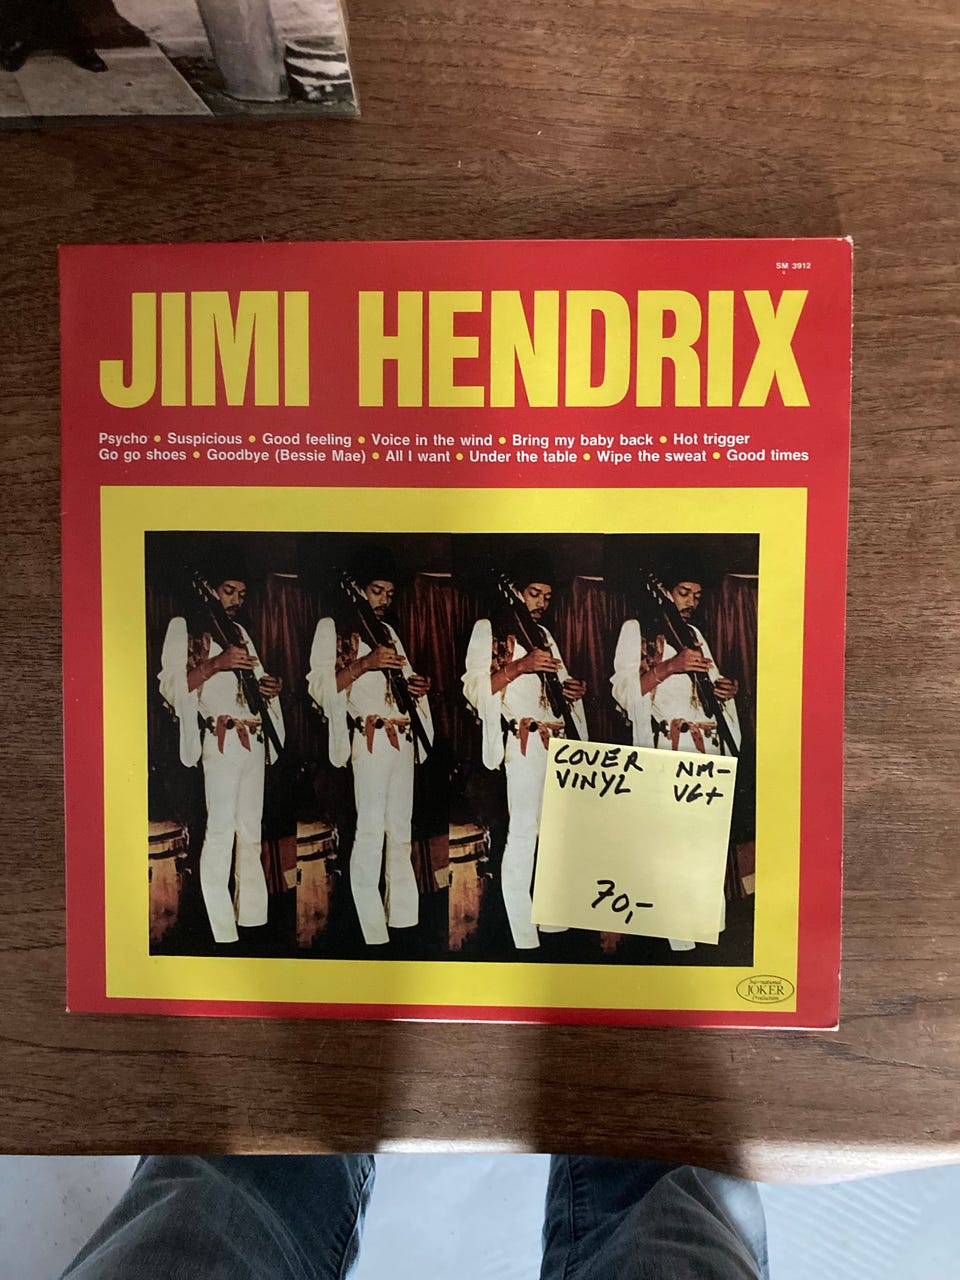 SM 3912
JIMI HENDRIX
Psycho • Suspicious • Good feeling • Voice in the wind • Bring my baby back • Hot trigger
Go go shoes • Goodbye (Bessie Mae) • All I want • Under the table • Wipe the sweat • Good times
COVER NM-
VINYL VG+
70,-
International
JOKER
Production